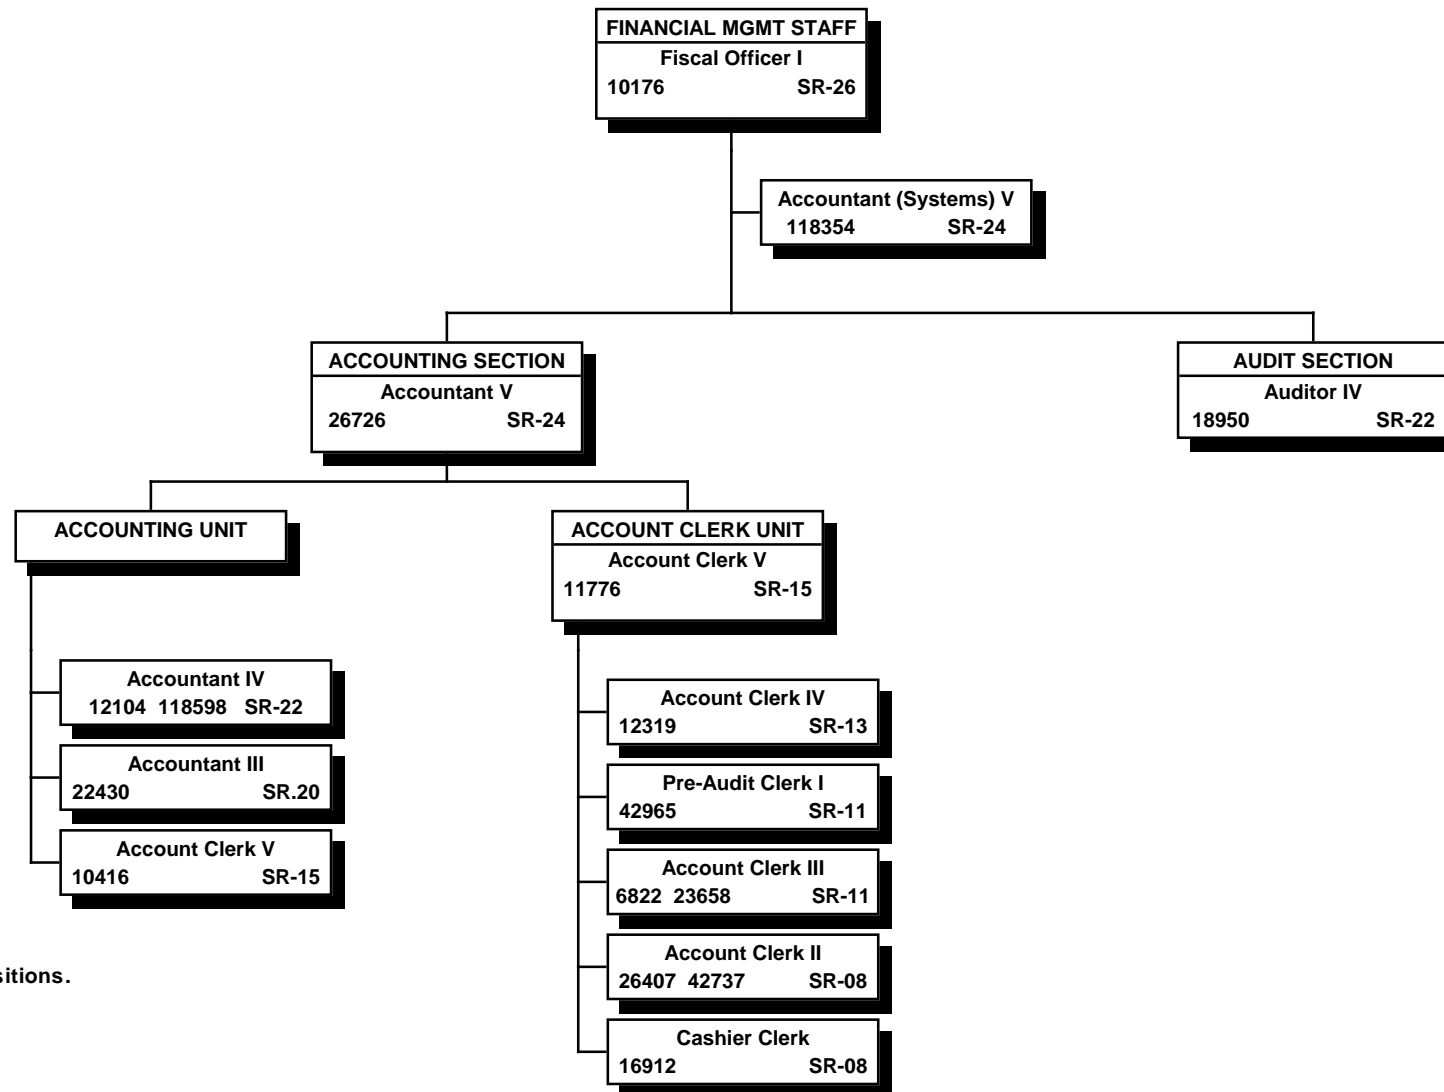 FINANCIAL MGMT STAFF
Fiscal Officer I
10176 SR-26
Accountant (Systems) V
118354 SR-24
ACCOUNTING SECTION
Accountant V
26726 SR-24
AUDIT SECTION
Auditor IV
18950 SR-22
ACCOUNTING UNIT
ACCOUNT CLERK UNIT
Account Clerk V
11776 SR-15
Accountant IV
12104 118598 SR-22
Accountant III
22430 SR.20
Account Clerk V
10416 SR-15
Account Clerk IV
12319 SR-13
Pre-Audit Clerk I
42965 SR-11
Account Clerk III
6822 23658 SR-11
Account Clerk II
26407 42737 SR-08
Cashier Clerk
16912 SR-08
sitions.